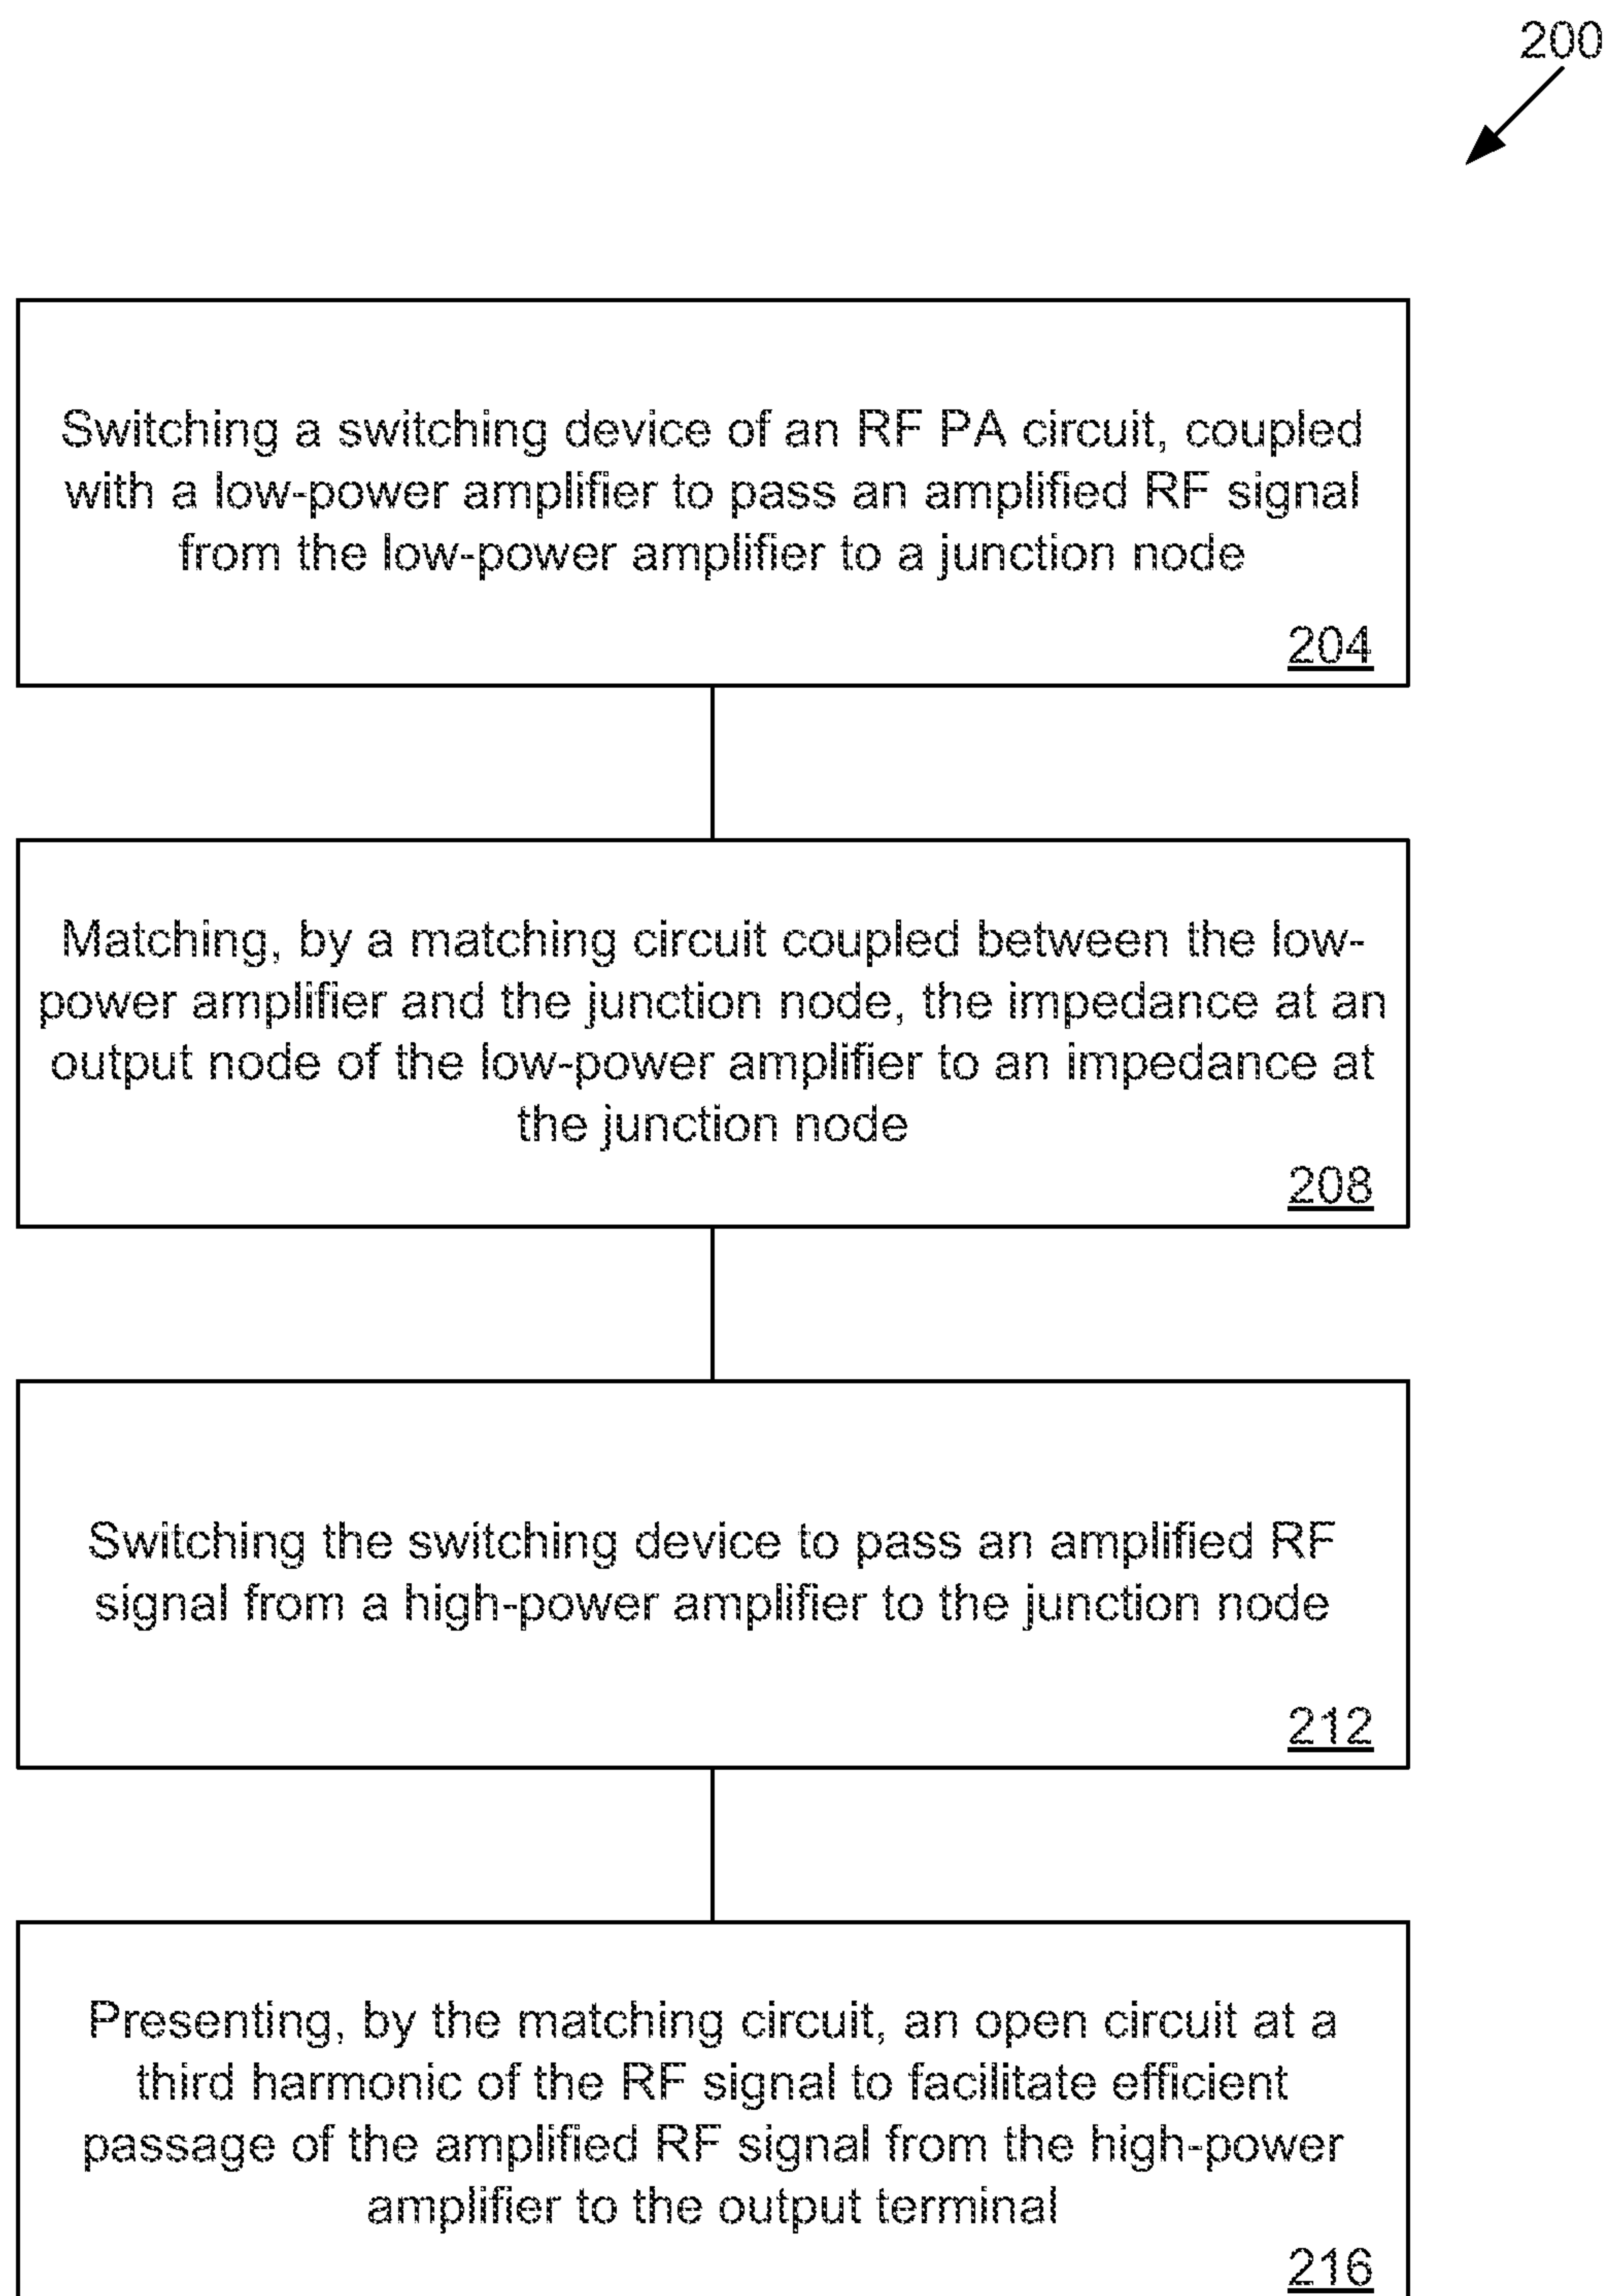 200
Switching a switching device of an RF PA circuit, coupled
with a low-power amplifier to pass an amplified RF signal
from the low-power amplifier to a junction node
204
Matching, by a matching circuit coupled between the low-
power amplifier and the junction node, the impedance at an
output node of the low-power amplifier to an impedance at
the junction node
208
Switching the switching device to pass an amplified RF
signal from a high-power amplifier to the junction node
212
Presenting, by the matching circuit, an open circuit at a
third harmonic of the RF signal to facilitate efficient
passage of the amplified RF signal from the high-power
amplifier to the output terminal
216